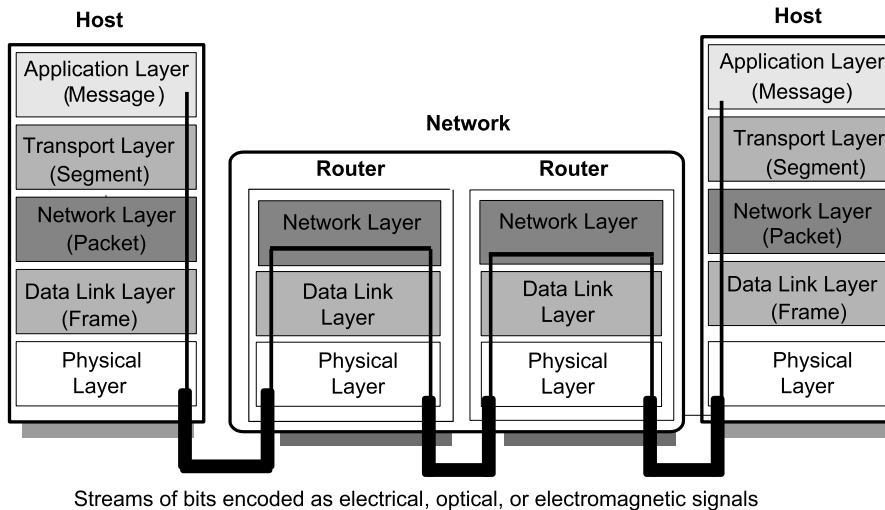 Host
Application Layer
(Message)
Transport Layer
(Segment)
Network Layer
(Packet)
Data Link Layer
(Frame)
Physical
Layer
Network
Router
Network Layer
Data Link
Layer
Physical
Layer
Router
Network Layer
Data Link
Layer
Physical
Layer
Host
Application Layer
(Message)
Transport Layer
(Segment)
Network Layer
(Packet)
Data Link Layer
(Frame)
Physical
Layer
Streams of bits encoded as electrical, optical, or electromagnetic signals